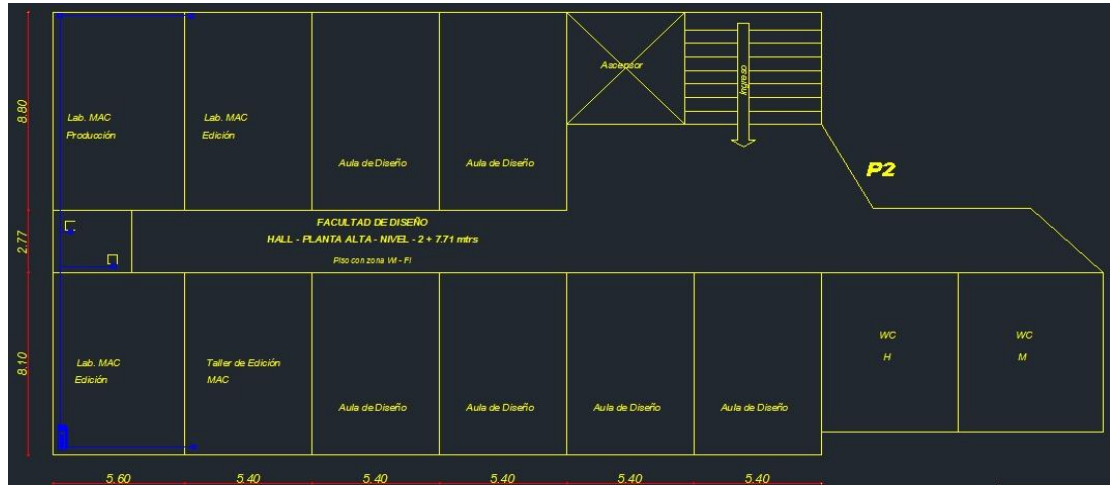 8.80
Lab. MAC
Producción
Lab. MAC
Edición
Aula de Diseño
Aula de Diseño
Ascensor
Ingreso
P2
2.77
FACULTAD DE DISEÑO
HALL - PLANTA ALTA - NIVEL - 2 + 7.71 mtrs
Piso con zona WI - FI
8.10
Lab. MAC
Edición
Taller de Edición
MAC
Aula de Diseño
Aula de Diseño
Aula de Diseño
Aula de Diseño
WC
H
WC
M
5.60
5.40
5.40
5.40
5.40
5.40